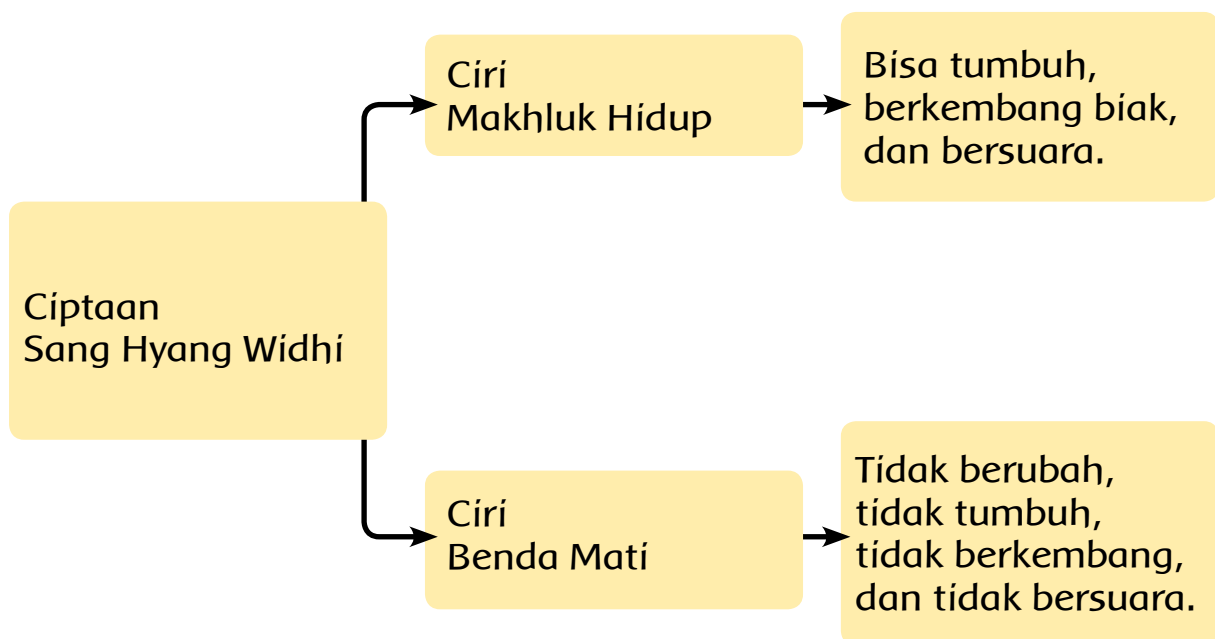 Ciptaan
Sang Hyang Widhi
Ciri
Makhluk Hidup
Bisa tumbuh,
berkembang biak,
dan bersuara.
Ciri
Benda Mati
Tidak berubah,
tidak tumbuh,
tidak berkembang,
dan tidak bersuara.